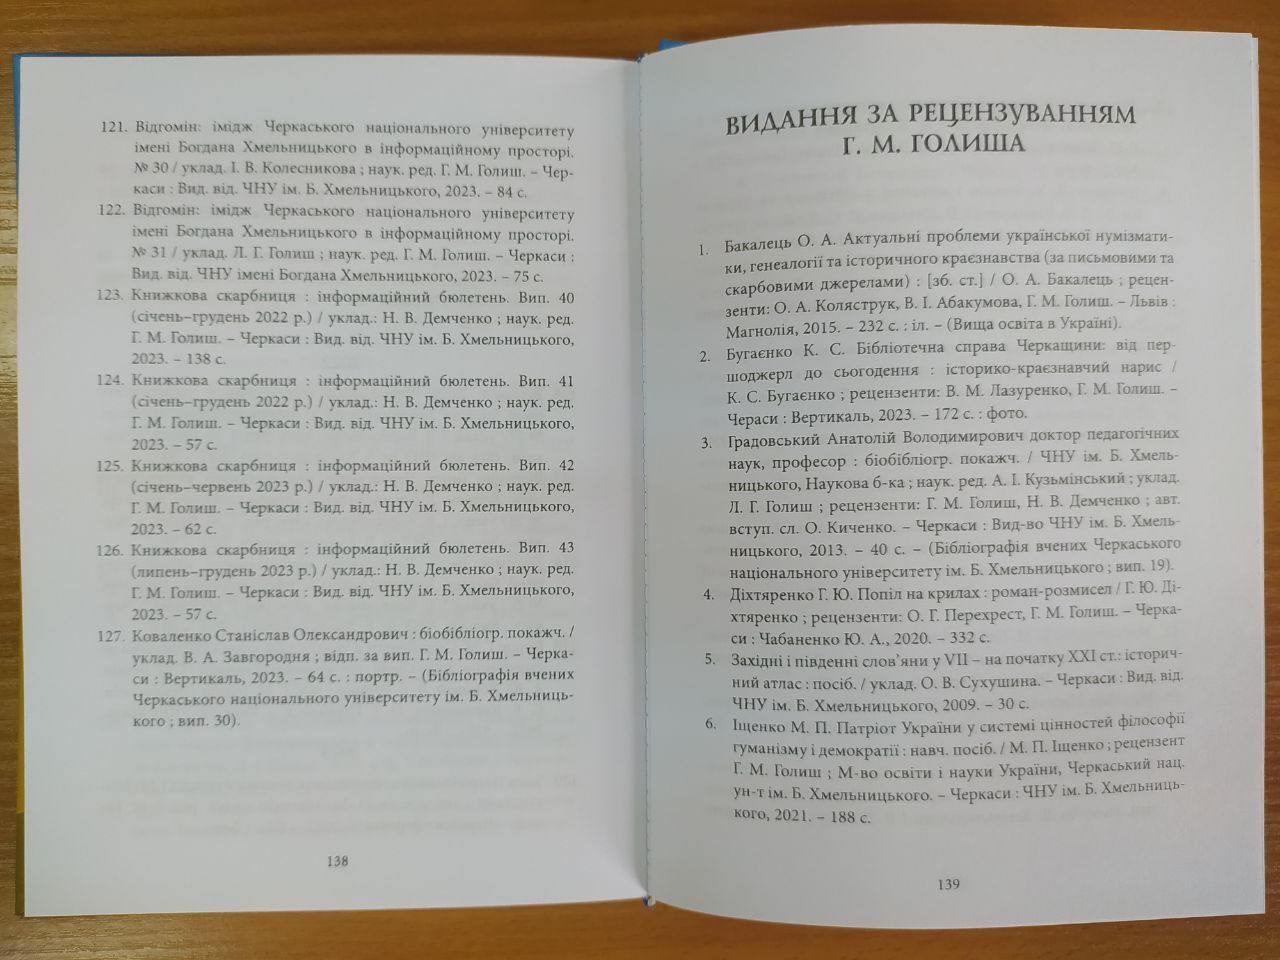 121. Відгомін: імідж Черкаського національного університету
імені Богдана Хмельницького в інформаційному просторі.
№ 30 / уклад. І. В. Колесникова ; наук. ред. Г. М. Голиш. – Чер-
каси : Вид. від. ЧНУ ім. Б. Хмельницького, 2023. – 84 с.
122. Відгомін: імідж Черкаського національного університету
імені Богдана Хмельницького в інформаційному просторі.
№ 31 / уклад. Л. Г. Голиш ; наук. ред. Г. М. Голиш. – Черкаси :
Вид. від. ЧНУ імені Богдана Хмельницького, 2023. – 75 с.
123. Книжкова скарбниця : інформаційний бюлетень. Вип. 40
(січень–грудень 2022 р.) / уклад.: Н. В. Демченко ; наук. ред.
Г. М. Голиш. – Черкаси : Вид. від. ЧНУ ім. Б. Хмельницького,
2023. – 138 с.
124. Книжкова скарбниця : інформаційний бюлетень. Вип. 41
(січень–грудень 2022 р.) / уклад.: Н. В. Демченко ; наук. ред.
Г. М. Голиш. – Черкаси : Вид. від. ЧНУ ім. Б. Хмельницького,
2023. – 57 с.
125. Книжкова скарбниця : інформаційний бюлетень. Вип. 42
(січень–червень 2023 р.) / уклад.: Н. В. Демченко ; наук. ред.
Г. М. Голиш. – Черкаси : Вид. від. ЧНУ ім. Б. Хмельницького,
2023. – 62 с.
126. Книжкова скарбниця : інформаційний бюлетень. Вип. 43
(липень–грудень 2023 р.) / уклад.: Н. В. Демченко ; наук. ред.
Г. М. Голиш. – Черкаси : Вид. від. ЧНУ ім. Б. Хмельницького,
2023. – 57 с.
127. Коваленко Станіслав Олександрович : біобібліогр. покажч. /
уклад. В. А. Завгородня ; відп. за вип. Г. М. Голиш. – Черка-
си : Вертикаль, 2023. – 64 с. : портр. – (Бібліографія вчених
Черкаського національного університету ім. Б. Хмельниць-
кого ; вип. 30).
138
ВИДАННЯ ЗА РЕЦЕНЗУВАННЯМ
Г. М. ГОЛИША
1. Бакалець О. А. Актуальні проблеми української нумізмати-
ки, генеалогії та історичного краєзнавства (за письмовими та
скарбовими джерелами) : [зб. ст.] / О. А. Бакалець ; рецен-
зенти: О. А. Коляструк, В. І. Абакумова, Г. М. Голиш. – Львів :
Магнолія, 2015. – 232 с. : іл. – (Вища освіта в Україні).
2. Бугаєнко К. С. Бібліотечна справа Черкащини: від пер-
шоджерл до сьогодення : історико-краєзнавчий нарис /
К. С. Бугаєнко ; рецензенти: В. М. Лазуренко, Г. М. Голиш. –
Чераси : Вертикаль, 2023. – 172 с. : фото.
3. Градовський Анатолій Володимирович доктор педагогічних
наук, професор : біобібліогр. покажч. / ЧНУ ім. Б. Хмель-
ницького, Наукова б-ка ; наук. ред. А. І. Кузьмінський ; уклад.
Л. Г. Голиш ; рецензенти: Г. М. Голиш, Н. В. Демченко ; авт.
вступ. сл. О. Киченко. – Черкаси : Вид-во ЧНУ ім. Б. Хмель-
ницького, 2013. – 40 с. – (Бібліографія вчених Черкаського
національного університету ім. Б. Хмельницького ; вип. 19).
4. Діхтяренко Г. Ю. Попіл на крилах : роман-розмисел / Г. Ю. Ді-
хтяренко ; рецензенти: О. Г. Перехрест, Г. М. Голиш. – Черка-
си : Чабаненко Ю. А., 2020. – 332 с.
5. Західні і південні слов’яни у VII – на початку XXI ст.: історич-
ний атлас : посіб. / уклад. О. В. Сухушина. – Черкаси : Вид. від.
ЧНУ ім. Б. Хмельницького, 2009. – 30 с.
6. Іщенко М. П. Патріот України у системі цінностей філософії
гуманізму і демократії : навч. посіб. / М. П. Іщенко ; рецензент
Г. М. Голиш ; М-во освіти і науки України, Черкаський нац.
ун-т ім. Б. Хмельницького. – Черкаси : ЧНУ ім. Б. Хмельниць-
кого, 2021. – 188 с.
139